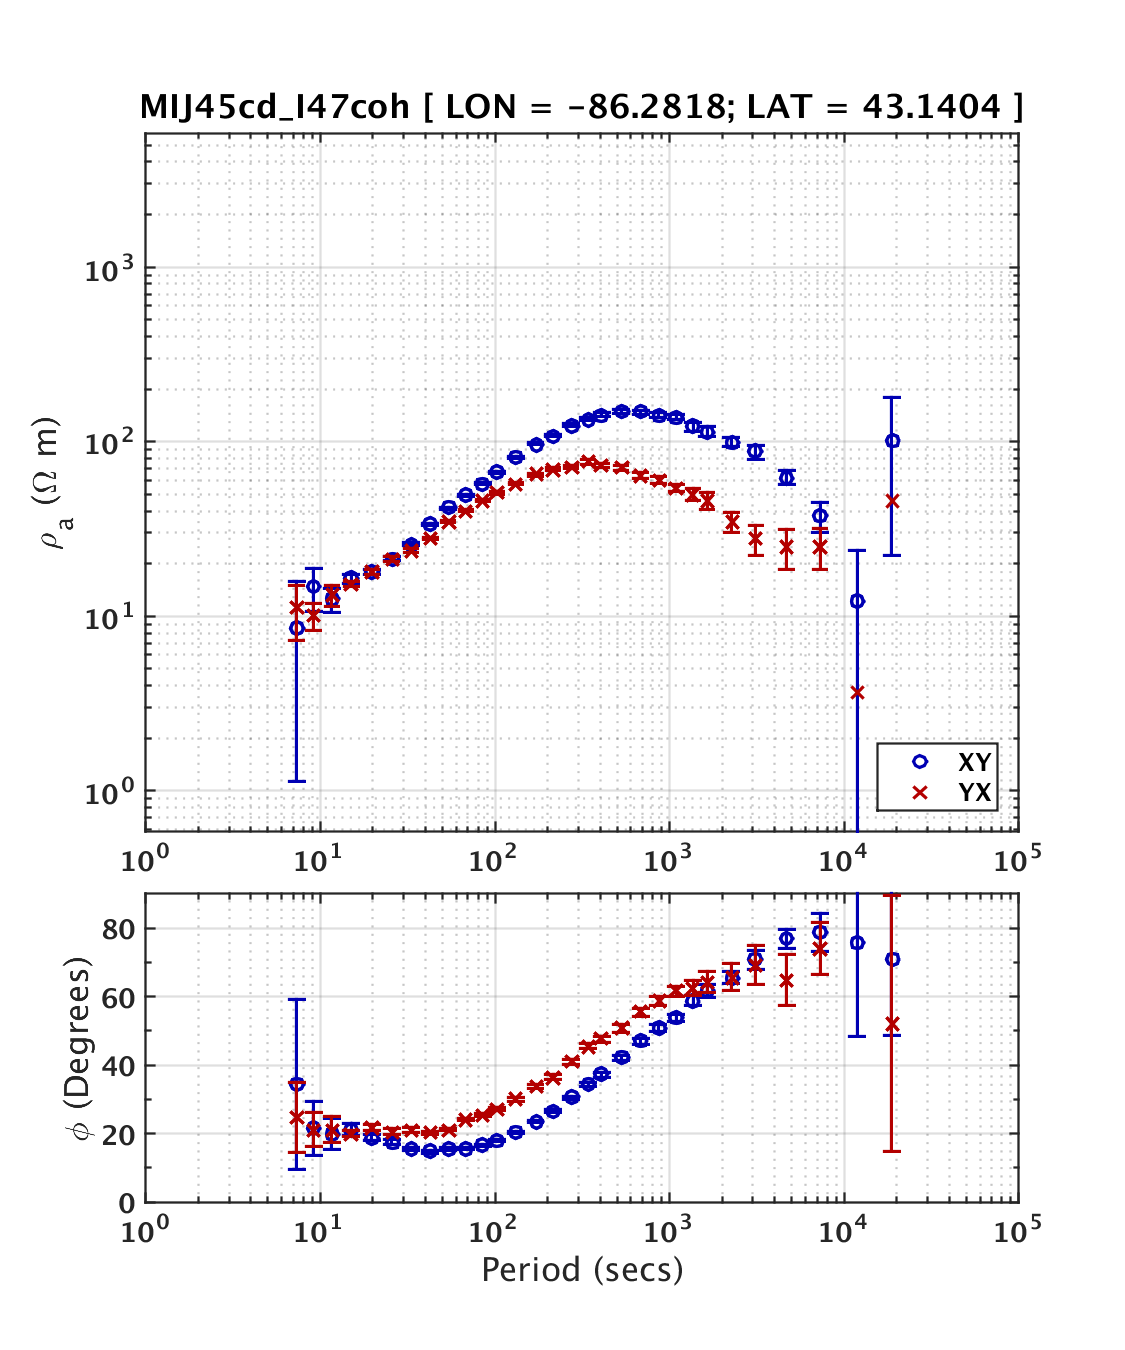 MIJ45cd_I47coh [ LON = -86.2818; LAT = 43.1404 ]
10³
10²
10¹
10⁰
ρₐ (Ω m)
XY
YX
10⁰ 10¹ 10² 10³ 10⁴ 10⁵
80
60
40
20
0
ϕ (Degrees)
10⁰ 10¹ 10² 10³ 10⁴ 10⁵
Period (secs)